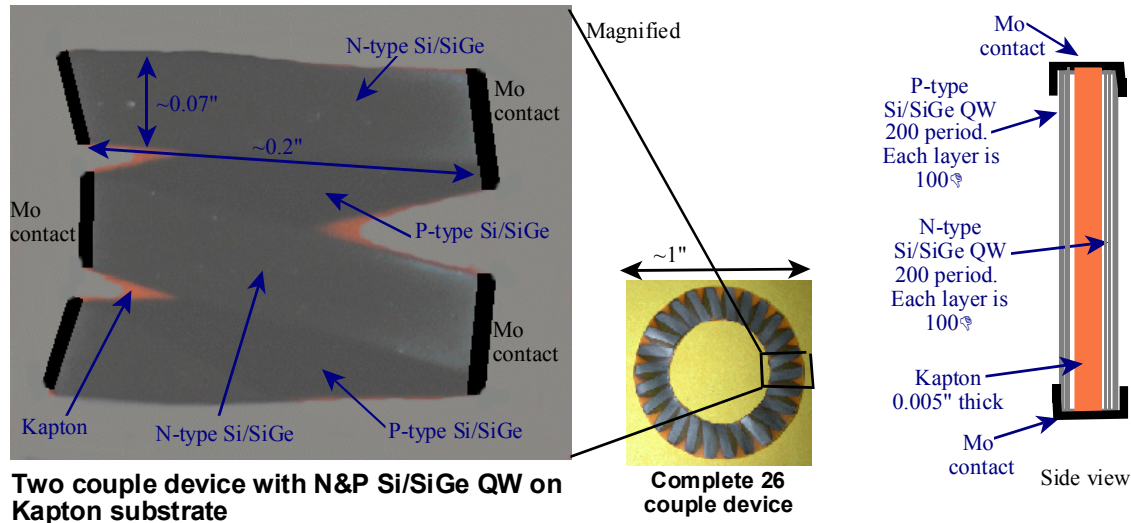 N-type Si/SiGe
Mo
contact
~0.07"
~0.2"
Mo
contact
P-type Si/SiGe
Mo
contact
Kapton
N-type Si/SiGe
P-type Si/SiGe
Two couple device with N&P Si/SiGe QW on
Kapton substrate
Magnified
~1"
Complete 26
couple device
Mo
contact
P-type
Si/SiGe QW
200 period.
Each layer is
100
N-type
Si/SiGe QW
200 period.
Each layer is
100
Kapton
0.005" thick
Mo
contact
Side view